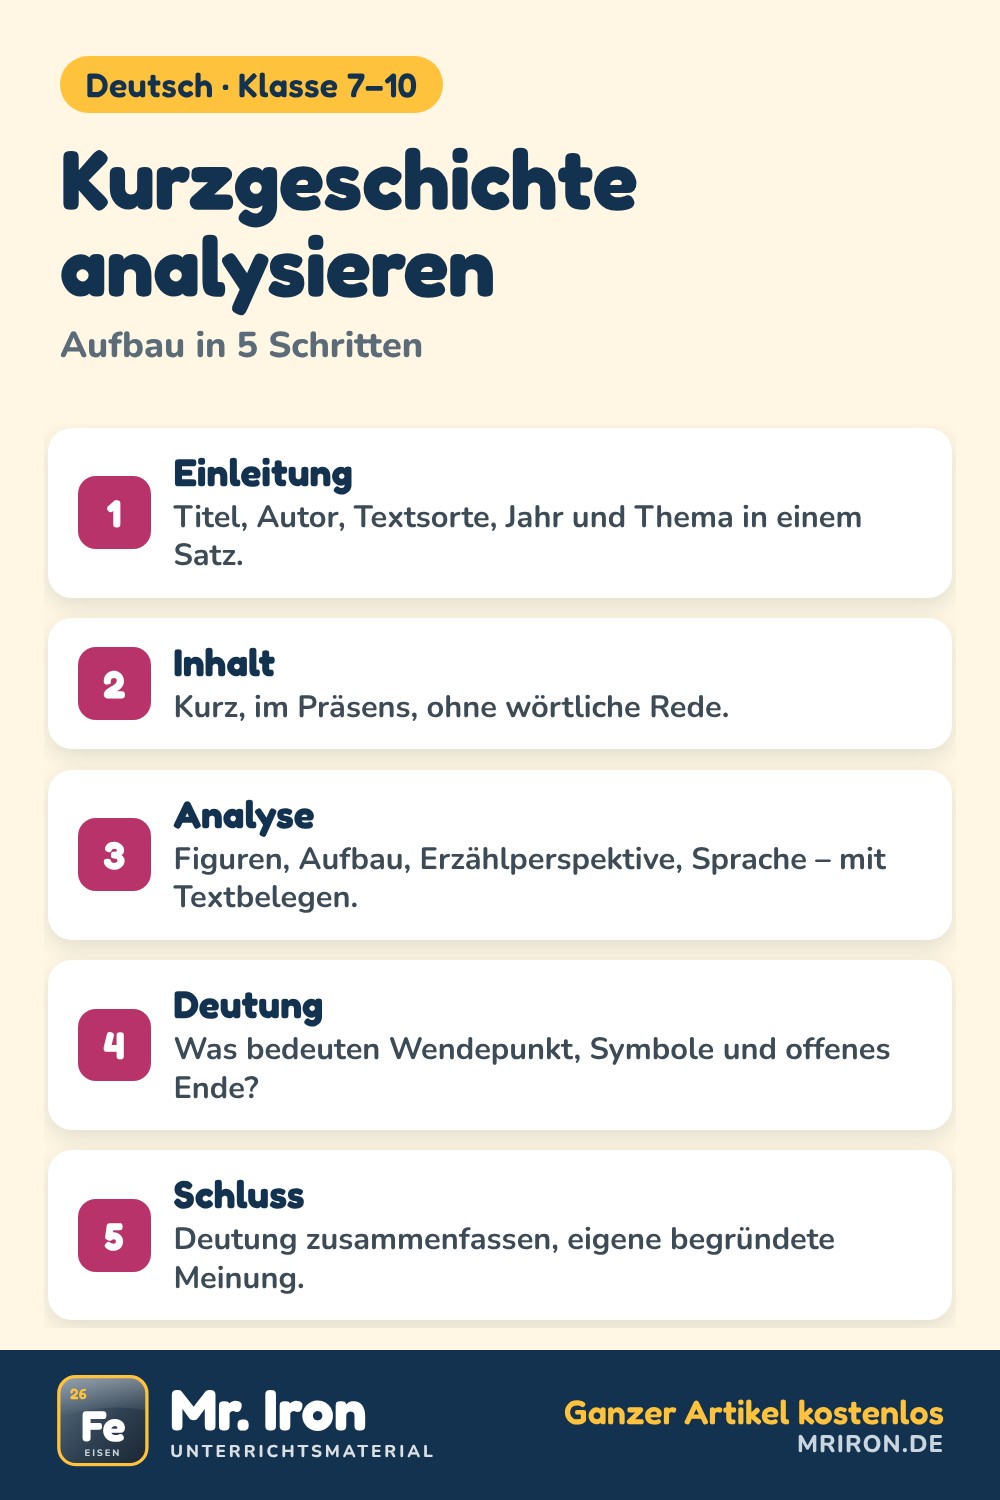 Deutsch · Klasse 7–10
Kurzgeschichte
analysieren
Aufbau in 5 Schritten
1
Einleitung
Titel, Autor, Textsorte, Jahr und Thema in einem
Satz.
2
Inhalt
Kurz, im Präsens, ohne wörtliche Rede.
3
Analyse
Figuren, Aufbau, Erzählperspektive, Sprache – mit
Textbelegen.
4
Deutung
Was bedeuten Wendepunkt, Symbole und offenes
Ende?
5
Schluss
Deutung zusammenfassen, eigene begründete
Meinung.
26
Fe
EISEN
Mr. Iron
UNTERRICHTSMATERIAL
Ganzer Artikel kostenlos
MRIRON.DE